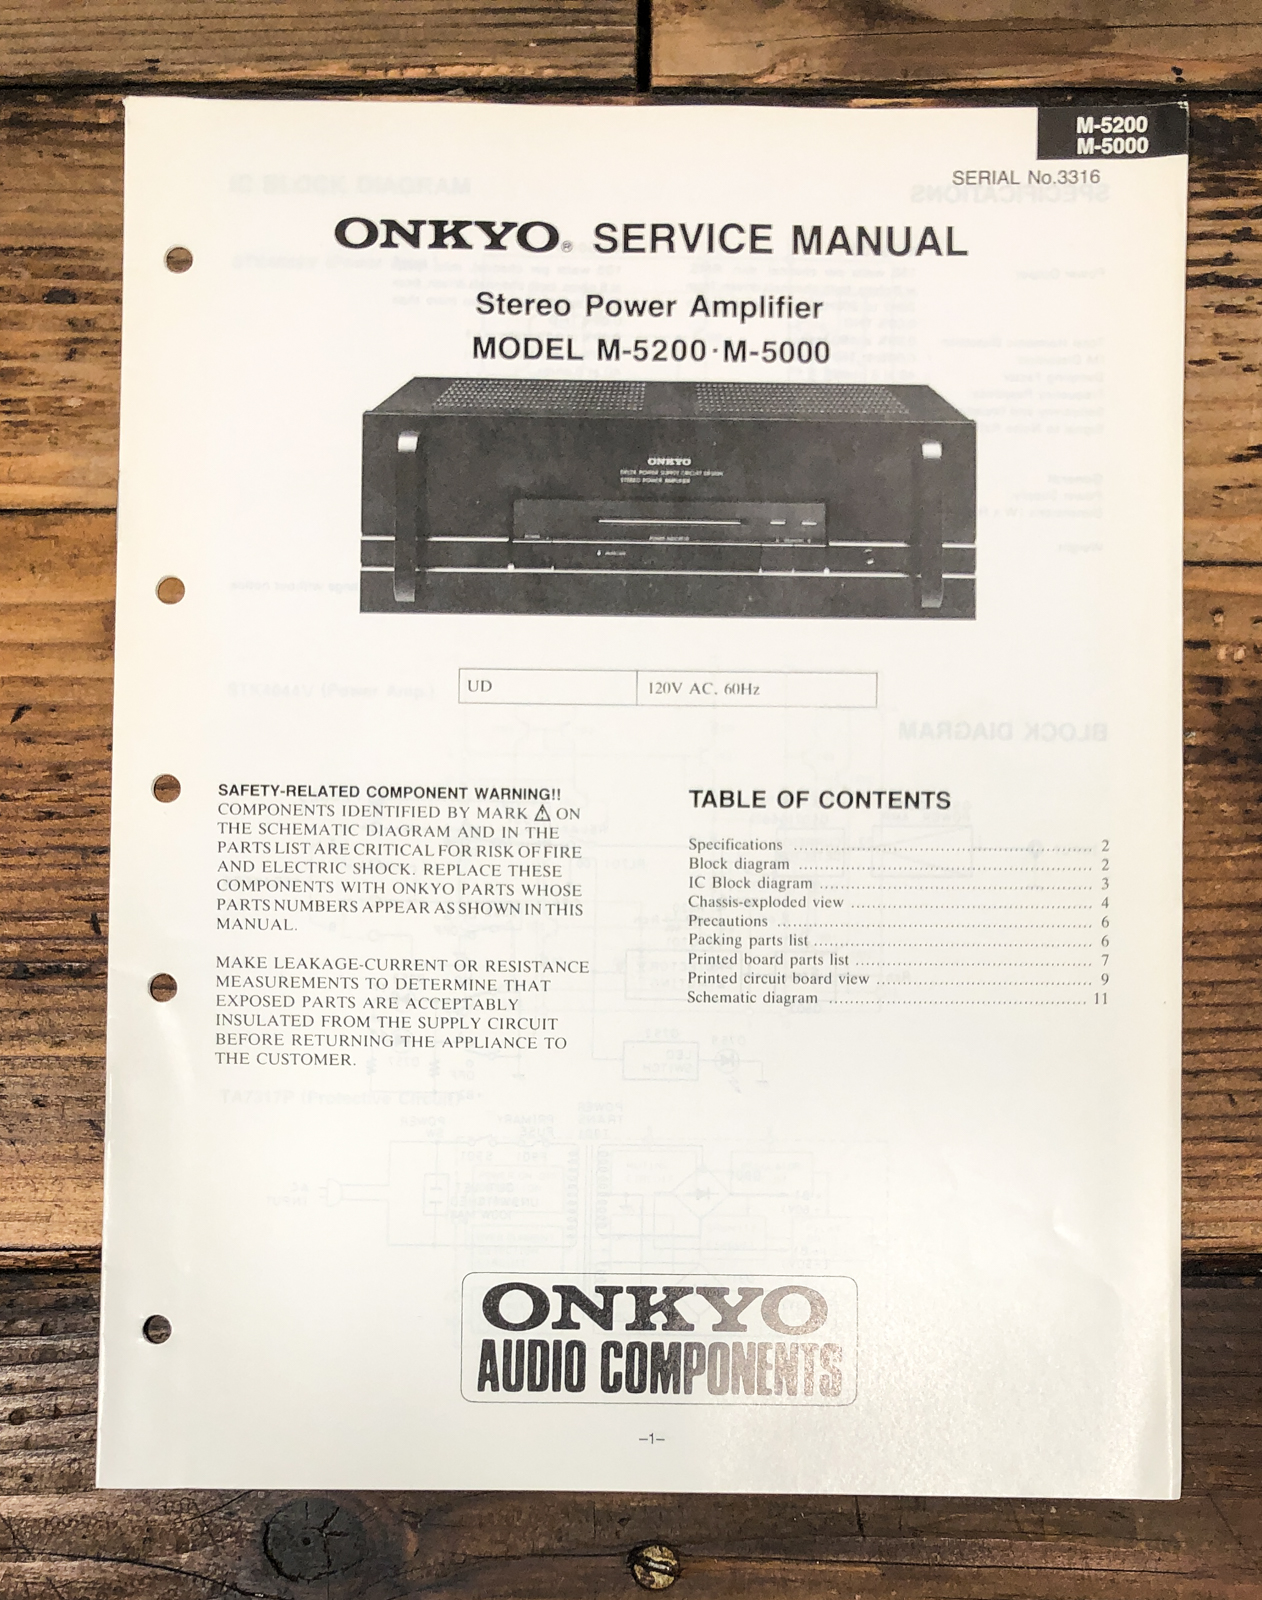 M-5200
M-5000
SERIAL No.3316
ONKYO® SERVICE MANUAL
Stereo Power Amplifier
MODEL M-5200·M-5000
ONKYO
STEREO POWER AMPLIFIER
UD 120V AC, 60Hz
SAFETY-RELATED COMPONENT WARNING!!
COMPONENTS IDENTIFIED BY MARK ⚠ ON
THE SCHEMATIC DIAGRAM AND IN THE
PARTS LIST ARE CRITICAL FOR RISK OF FIRE
AND ELECTRIC SHOCK. REPLACE THESE
COMPONENTS WITH ONKYO PARTS WHOSE
PARTS NUMBERS APPEAR AS SHOWN IN THIS
MANUAL.
MAKE LEAKAGE-CURRENT OR RESISTANCE
MEASUREMENTS TO DETERMINE THAT
EXPOSED PARTS ARE ACCEPTABLY
INSULATED FROM THE SUPPLY CIRCUIT
BEFORE RETURNING THE APPLIANCE TO
THE CUSTOMER.
TABLE OF CONTENTS
Specifications ........ 2
Block diagram ........ 2
IC Block diagram ........ 3
Chassis-exploded view ........ 4
Precautions ........ 6
Packing parts list ........ 6
Printed board parts list ........ 7
Printed circuit board view ........ 9
Schematic diagram ........ 11
ONKYO
AUDIO COMPONENTS
–1–